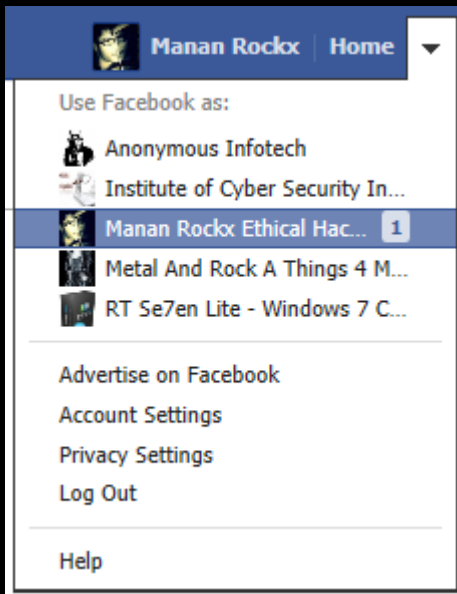 Manan Rockx Home
Use Facebook as:
Anonymous Infotech
Institute of Cyber Security In...
Manan Rockx Ethical Hac... 1
Metal And Rock A Things 4 M...
RT Se7en Lite - Windows 7 C...
Advertise on Facebook
Account Settings
Privacy Settings
Log Out
Help